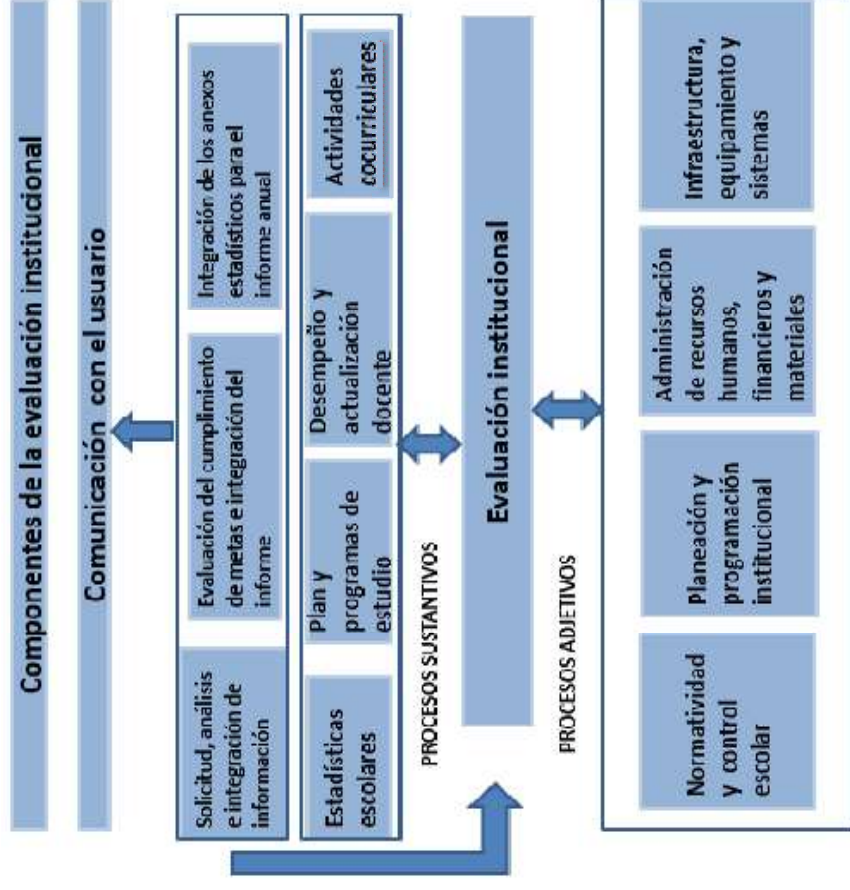 Componentes de la evaluación institucional
Comunicación con el usuario
Solicitud, análisis
e integración de
información
Evaluación del cumplimiento
de metas e integración del
informe
Integración de los anexos
estadísticos para el
informe anual
Estadísticas
escolares
Plan y
programas de
estudio
Desempeño y
actualización
docente
Actividades
cocurriculares
PROCESOS SUSTANTIVOS
Evaluación institucional
PROCESOS ADJETIVOS
Normatividad
y control
escolar
Planeación y
programación
institucional
Administración
de recursos
humanos,
financieros y
materiales
Infraestructura,
equipamiento y
sistemas